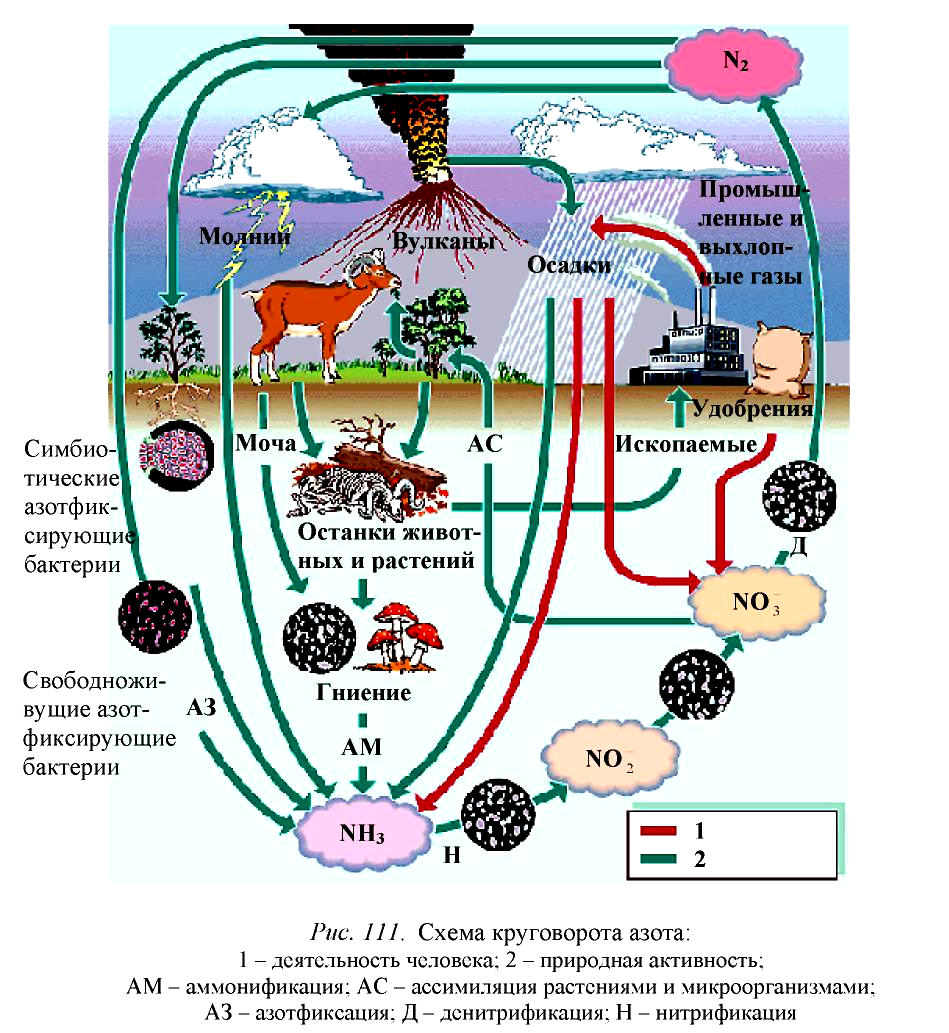 N₂
Промыш-
ленные и
выхлоп-
ные газы
Молнии
Вулканы
Осадки
Удобрения
Моча
АС
Ископаемые
Симбио-
тические
азотфик-
сирующие
бактерии
Останки живот-
ных и растений
Д
NO₃⁻
Гниение
Свободножи-
вущие азот-
фиксирующие
бактерии
АЗ
АМ
NO₂⁻
NH₃
Н
1
2
Рис. 111. Схема круговорота азота:
1 – деятельность человека; 2 – природная активность;
АМ – аммонификация; АС – ассимиляция растениями и микроорганизмами;
АЗ – азотфиксация; Д – денитрификация; Н – нитрификация